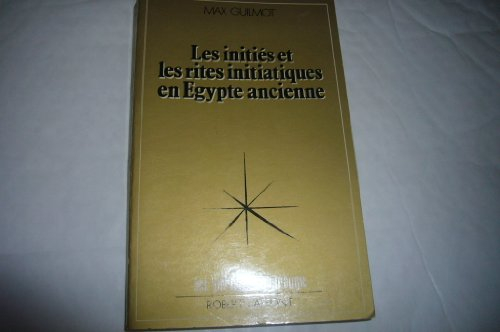 MAX GUILMOT
Les initiés et
les rites initiatiques
en Egypte ancienne
ROBERT LAFFONT